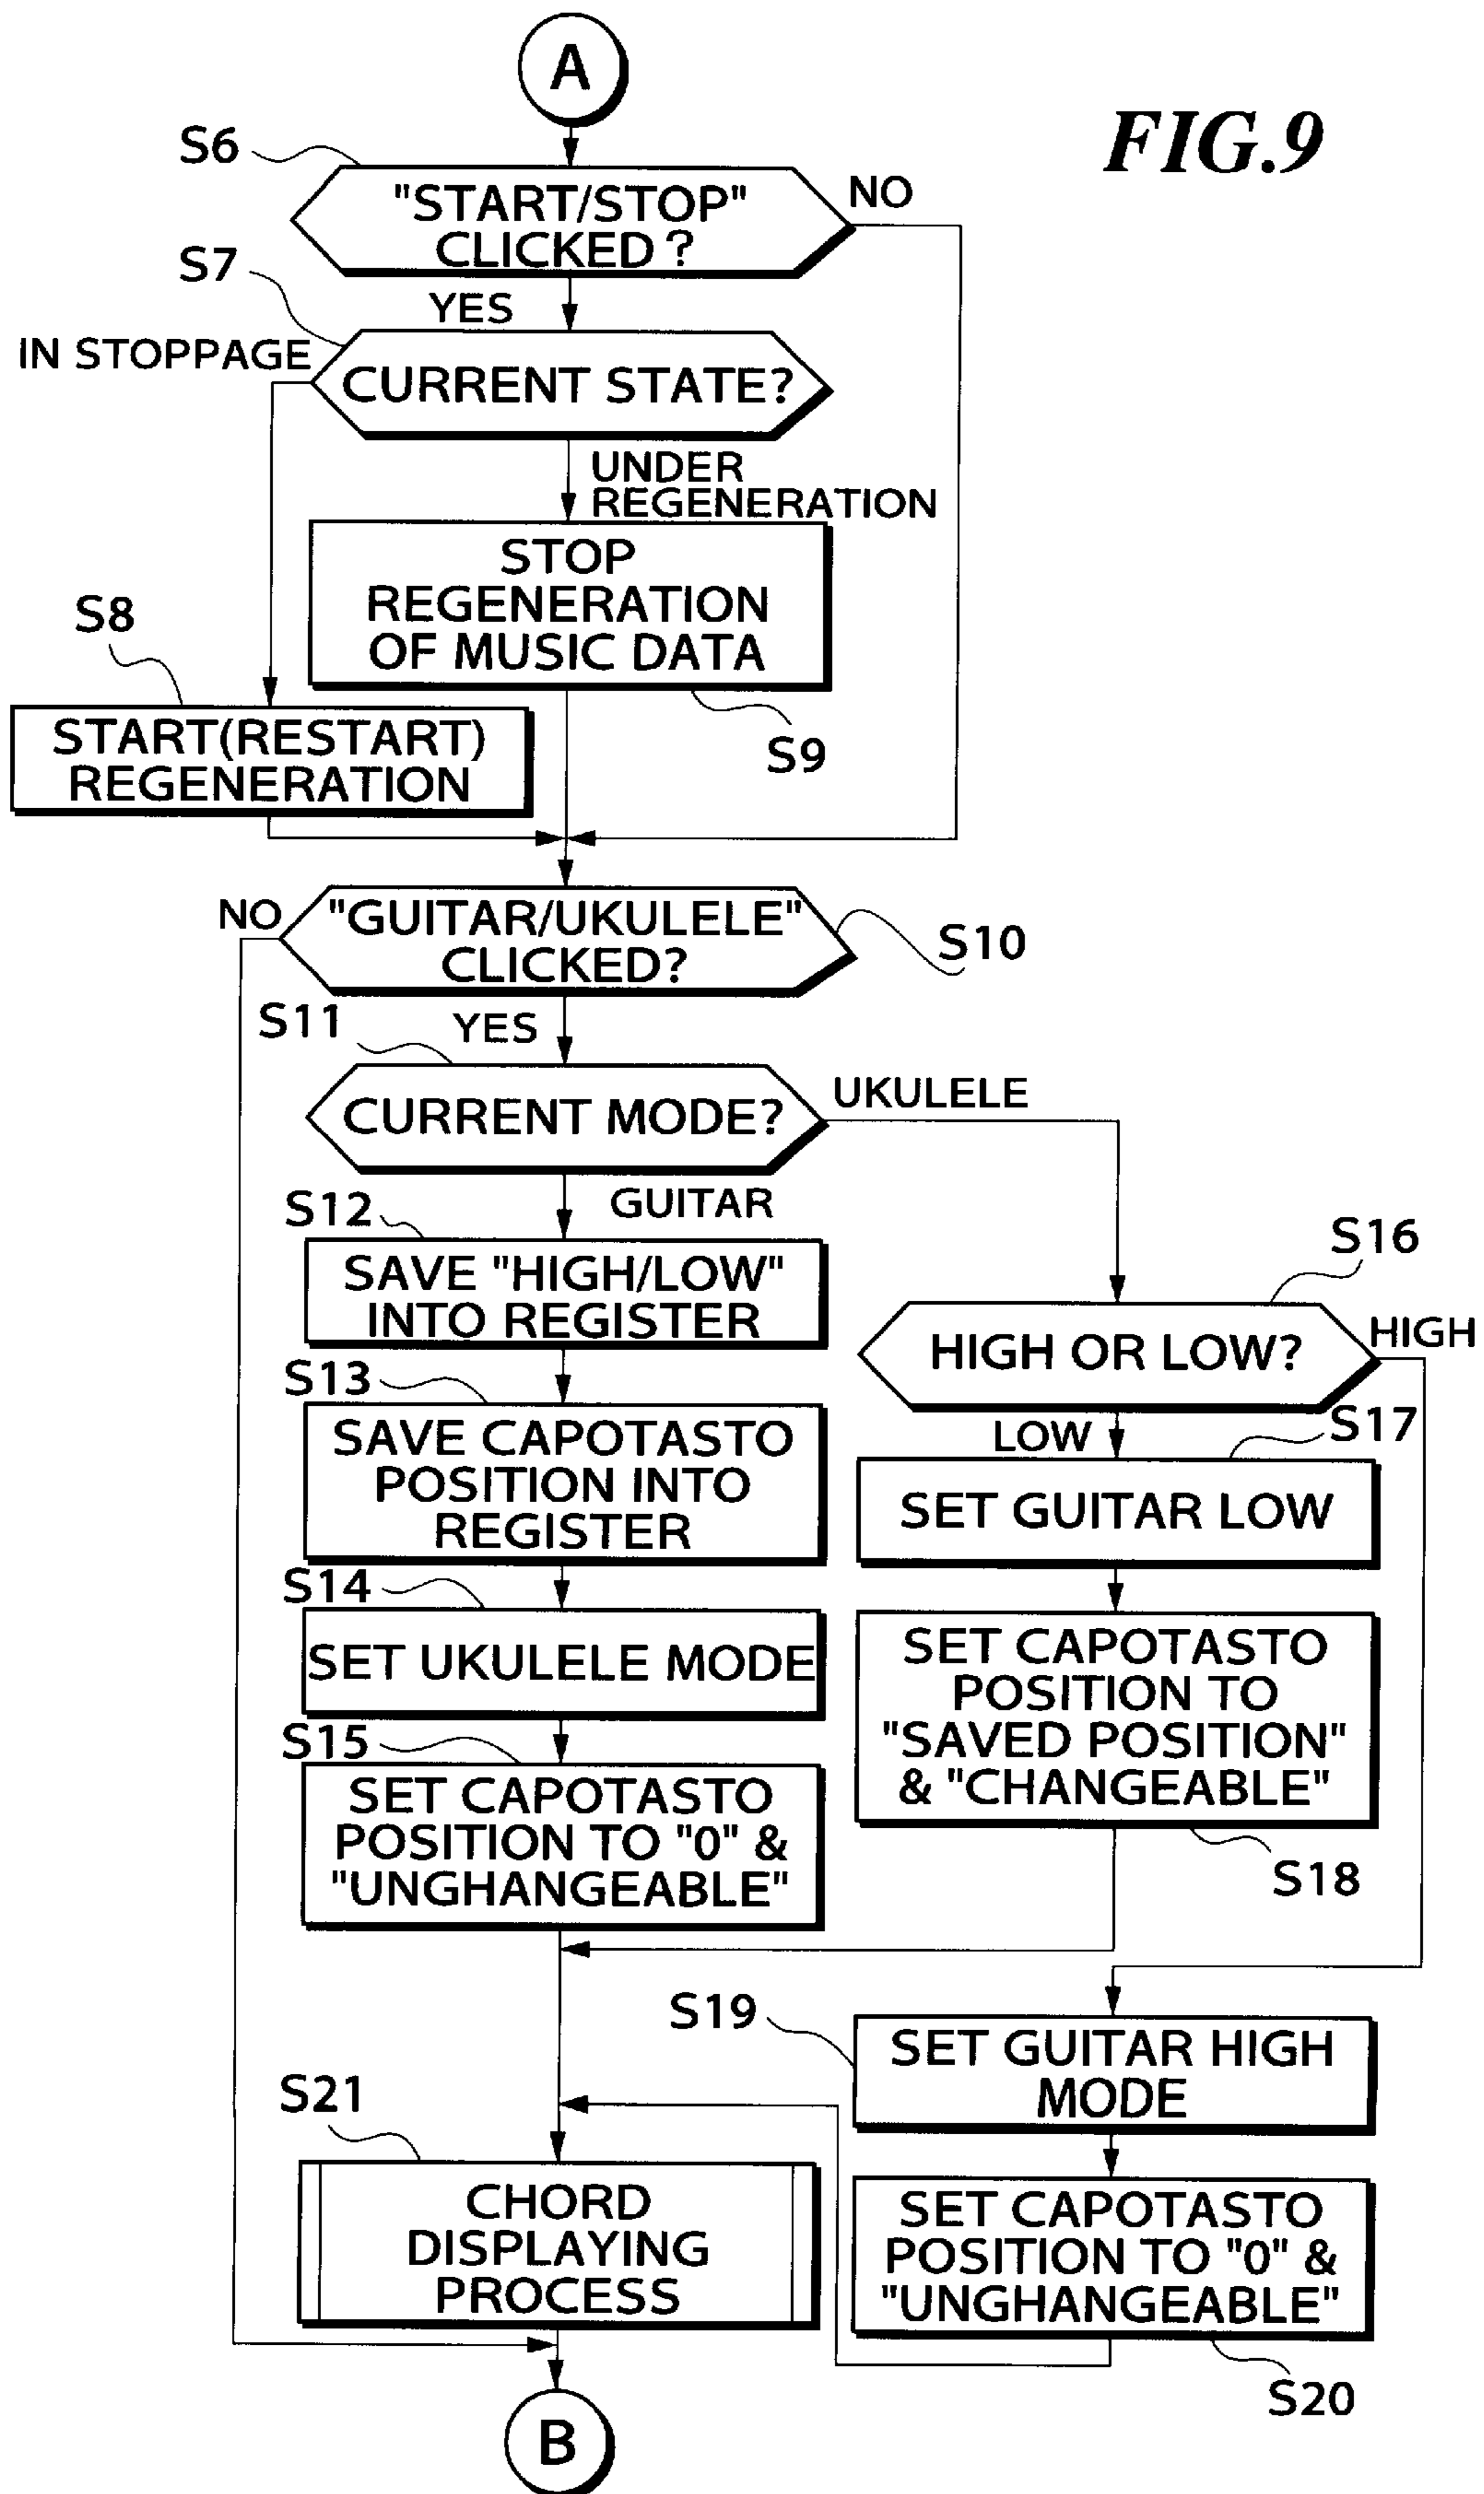 A
FIG.9
S6
"START/STOP"
CLICKED?
NO
S7
YES
IN STOPPAGE
CURRENT STATE?
UNDER
REGENERATION
STOP
REGENERATION
OF MUSIC DATA
S8
S9
START(RESTART)
REGENERATION
NO
"GUITAR/UKULELE"
CLICKED?
S10
S11
YES
CURRENT MODE?
UKULELE
GUITAR
S12
SAVE "HIGH/LOW"
INTO REGISTER
S16
HIGH OR LOW?
HIGH
S13
SAVE CAPOTASTO
POSITION INTO
REGISTER
LOW
S17
SET GUITAR LOW
S14
SET UKULELE MODE
SET CAPOTASTO
POSITION TO
"SAVED POSITION"
& "CHANGEABLE"
S18
S15
SET CAPOTASTO
POSITION TO "0" &
"UNGHANGEABLE"
S19
SET GUITAR HIGH
MODE
S21
CHORD
DISPLAYING
PROCESS
SET CAPOTASTO
POSITION TO "0" &
"UNGHANGEABLE"
S20
B